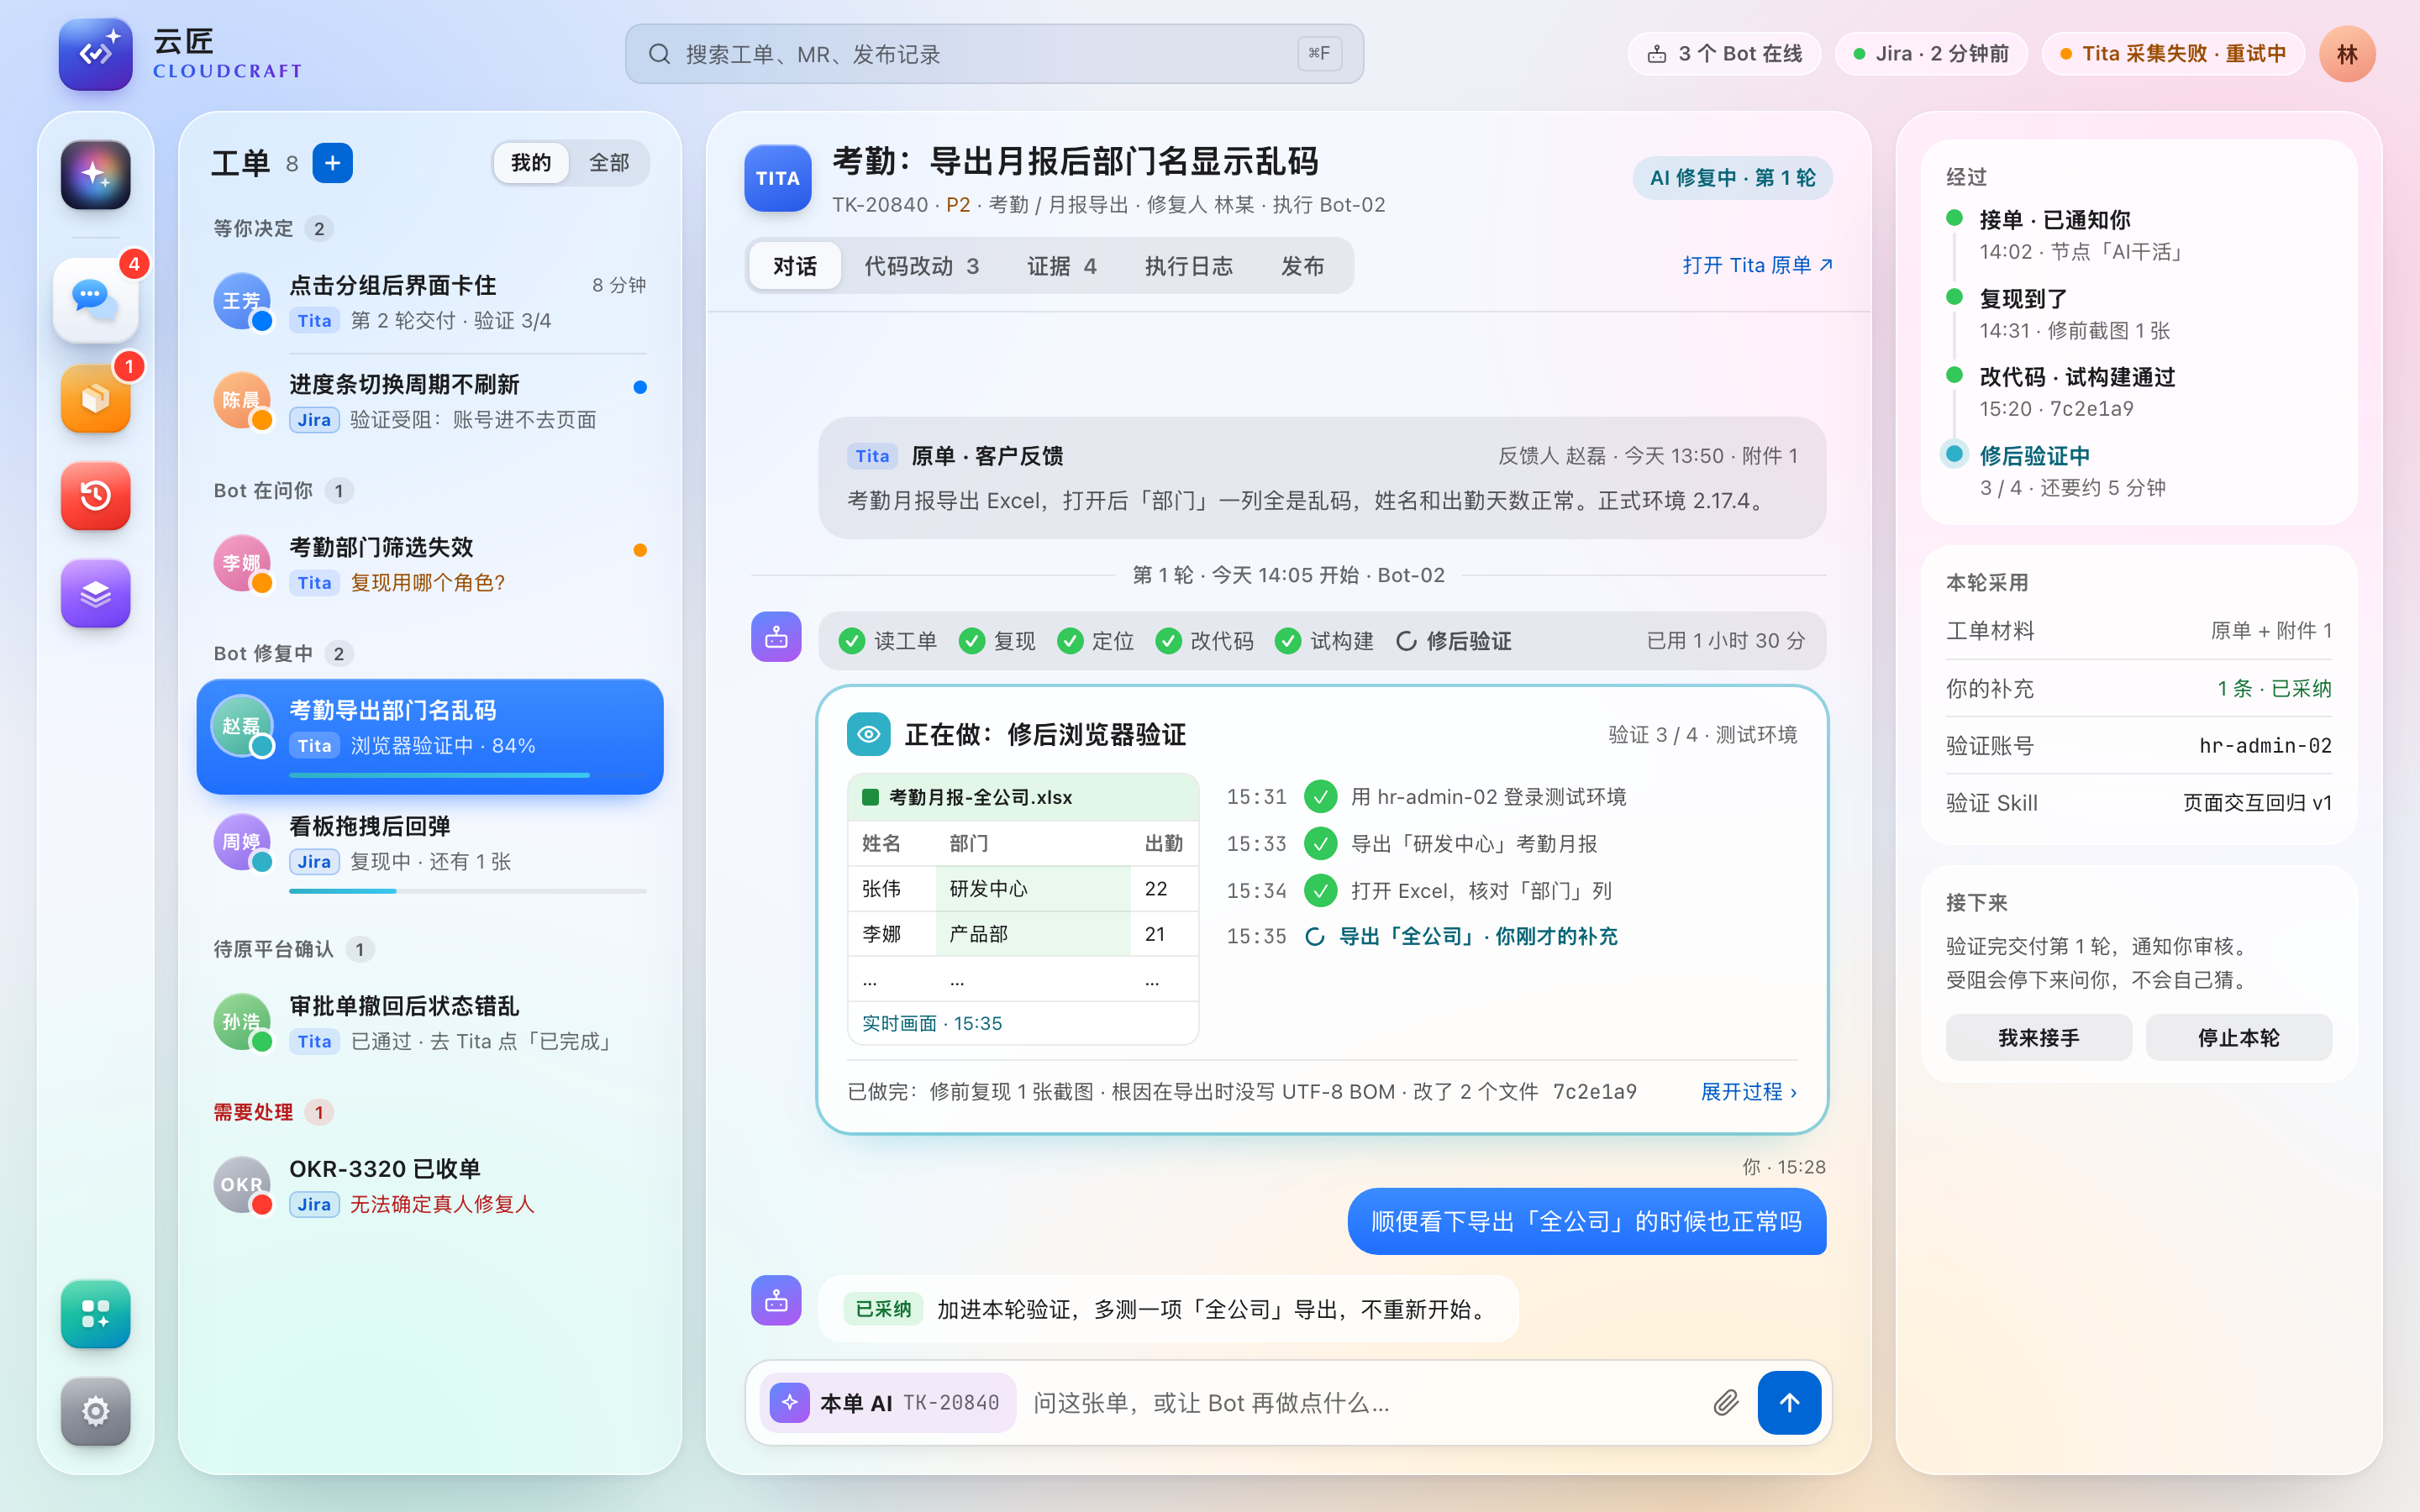 云匠
CLOUDCRAFT
搜索工单、MR、发布记录 ⌘F
3 个 Bot 在线
Jira · 2 分钟前
Tita 采集失败 · 重试中
林
4
1
工单 8 +
我的 全部
等你决定 2
王芳
点击分组后界面卡住 8 分钟
Tita 第 2 轮交付 · 验证 3/4
陈晨
进度条切换周期不刷新
Jira 验证受阻：账号进不去页面
Bot 在问你 1
李娜
考勤部门筛选失效
Tita 复现用哪个角色？
Bot 修复中 2
赵磊
考勤导出部门名乱码
Tita 浏览器验证中 · 84%
周婷
看板拖拽后回弹
Jira 复现中 · 还有 1 张
待原平台确认 1
孙浩
审批单撤回后状态错乱
Tita 已通过 · 去 Tita 点「已完成」
需要处理 1
OKR
OKR-3320 已收单
Jira 无法确定真人修复人
TITA
考勤：导出月报后部门名显示乱码
TK-20840 · P2 · 考勤 / 月报导出 · 修复人 林某 · 执行 Bot-02
AI 修复中 · 第 1 轮
对话 代码改动 3 证据 4 执行日志 发布
打开 Tita 原单 ↗
Tita 原单 · 客户反馈 反馈人 赵磊 · 今天 13:50 · 附件 1
考勤月报导出 Excel，打开后「部门」一列全是乱码，姓名和出勤天数正常。正式环境 2.17.4。
第 1 轮 · 今天 14:05 开始 · Bot-02
读工单 复现 定位 改代码 试构建 修后验证 已用 1 小时 30 分
正在做：修后浏览器验证 验证 3 / 4 · 测试环境
考勤月报-全公司.xlsx
姓名 部门 出勤
张伟 研发中心 22
李娜 产品部 21
... ... ...
实时画面 · 15:35
15:31 用 hr-admin-02 登录测试环境
15:33 导出「研发中心」考勤月报
15:34 打开 Excel，核对「部门」列
15:35 导出「全公司」· 你刚才的补充
已做完：修前复现 1 张截图 · 根因在导出时没写 UTF-8 BOM · 改了 2 个文件 7c2e1a9 展开过程 ›
你 · 15:28
顺便看下导出「全公司」的时候也正常吗
已采纳 加进本轮验证，多测一项「全公司」导出，不重新开始。
本单 AI TK-20840 问这张单，或让 Bot 再做点什么...
经过
接单 · 已通知你
14:02 · 节点「AI干活」
复现到了
14:31 · 修前截图 1 张
改代码 · 试构建通过
15:20 · 7c2e1a9
修后验证中
3 / 4 · 还要约 5 分钟
本轮采用
工单材料 原单 + 附件 1
你的补充 1 条 · 已采纳
验证账号 hr-admin-02
验证 Skill 页面交互回归 v1
接下来
验证完交付第 1 轮，通知你审核。
受阻会停下来问你，不会自己猜。
我来接手 停止本轮